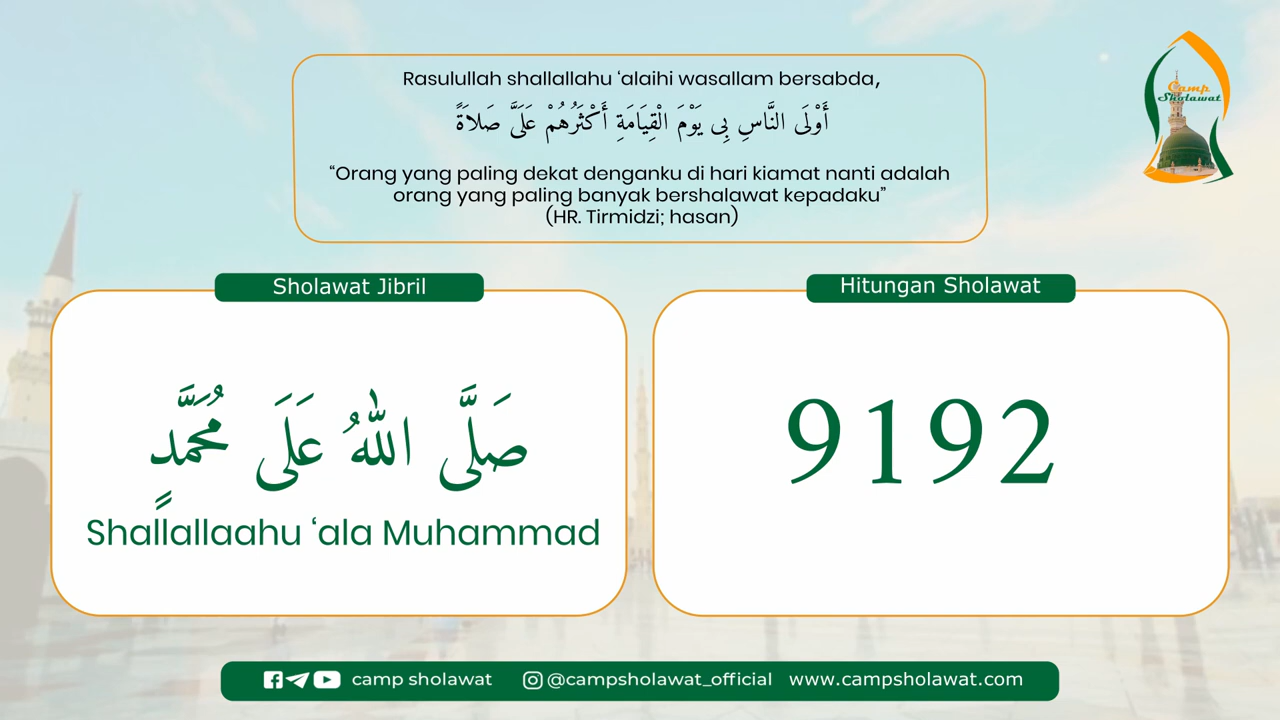 Rasulullah shallallahu ‘alaihi wasallam bersabda,
أَوْلَى النَّاسِ بِى يَوْمَ الْقِيَامَةِ أَكْثَرُهُمْ عَلَىَّ صلاةً
“Orang yang paling dekat denganku di hari kiamat nanti adalah
orang yang paling banyak bershalawat kepadaku”
(HR. Tirmidzi; hasan)
Camp
Sholawat
Sholawat Jibril
صَلَّى اللهُ عَلَى مُحَمَّدٍ
Shallallaahu ‘ala Muhammad
Hitungan Sholawat
9192
camp sholawat @campsholawat_official www.campsholawat.com